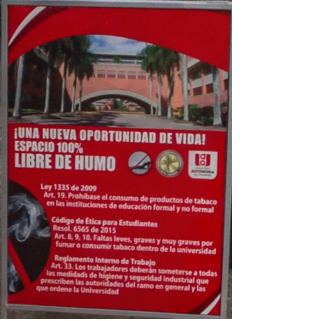 ¡UNA NUEVA OPORTUNIDAD DE VIDA!
ESPACIO 100%
LIBRE DE HUMO
AUTÓNOMA
Ley 1335 de 2009
Art. 19. Prohíbase el consumo de productos de tabaco
en las instituciones de educación formal y no formal
Código de Ética para Estudiantes
Resol. 6565 de 2015
Art. 8, 9, 10. Faltas leves, graves y muy graves por
fumar o consumir tabaco dentro de la universidad
Reglamento Interno de Trabajo
Art. 33. Los trabajadores deberán someterse a todas
las medidads de higiene y seguridad industrial que
prescriben las autoridades del ramo en general y las
que ordene la Universidad